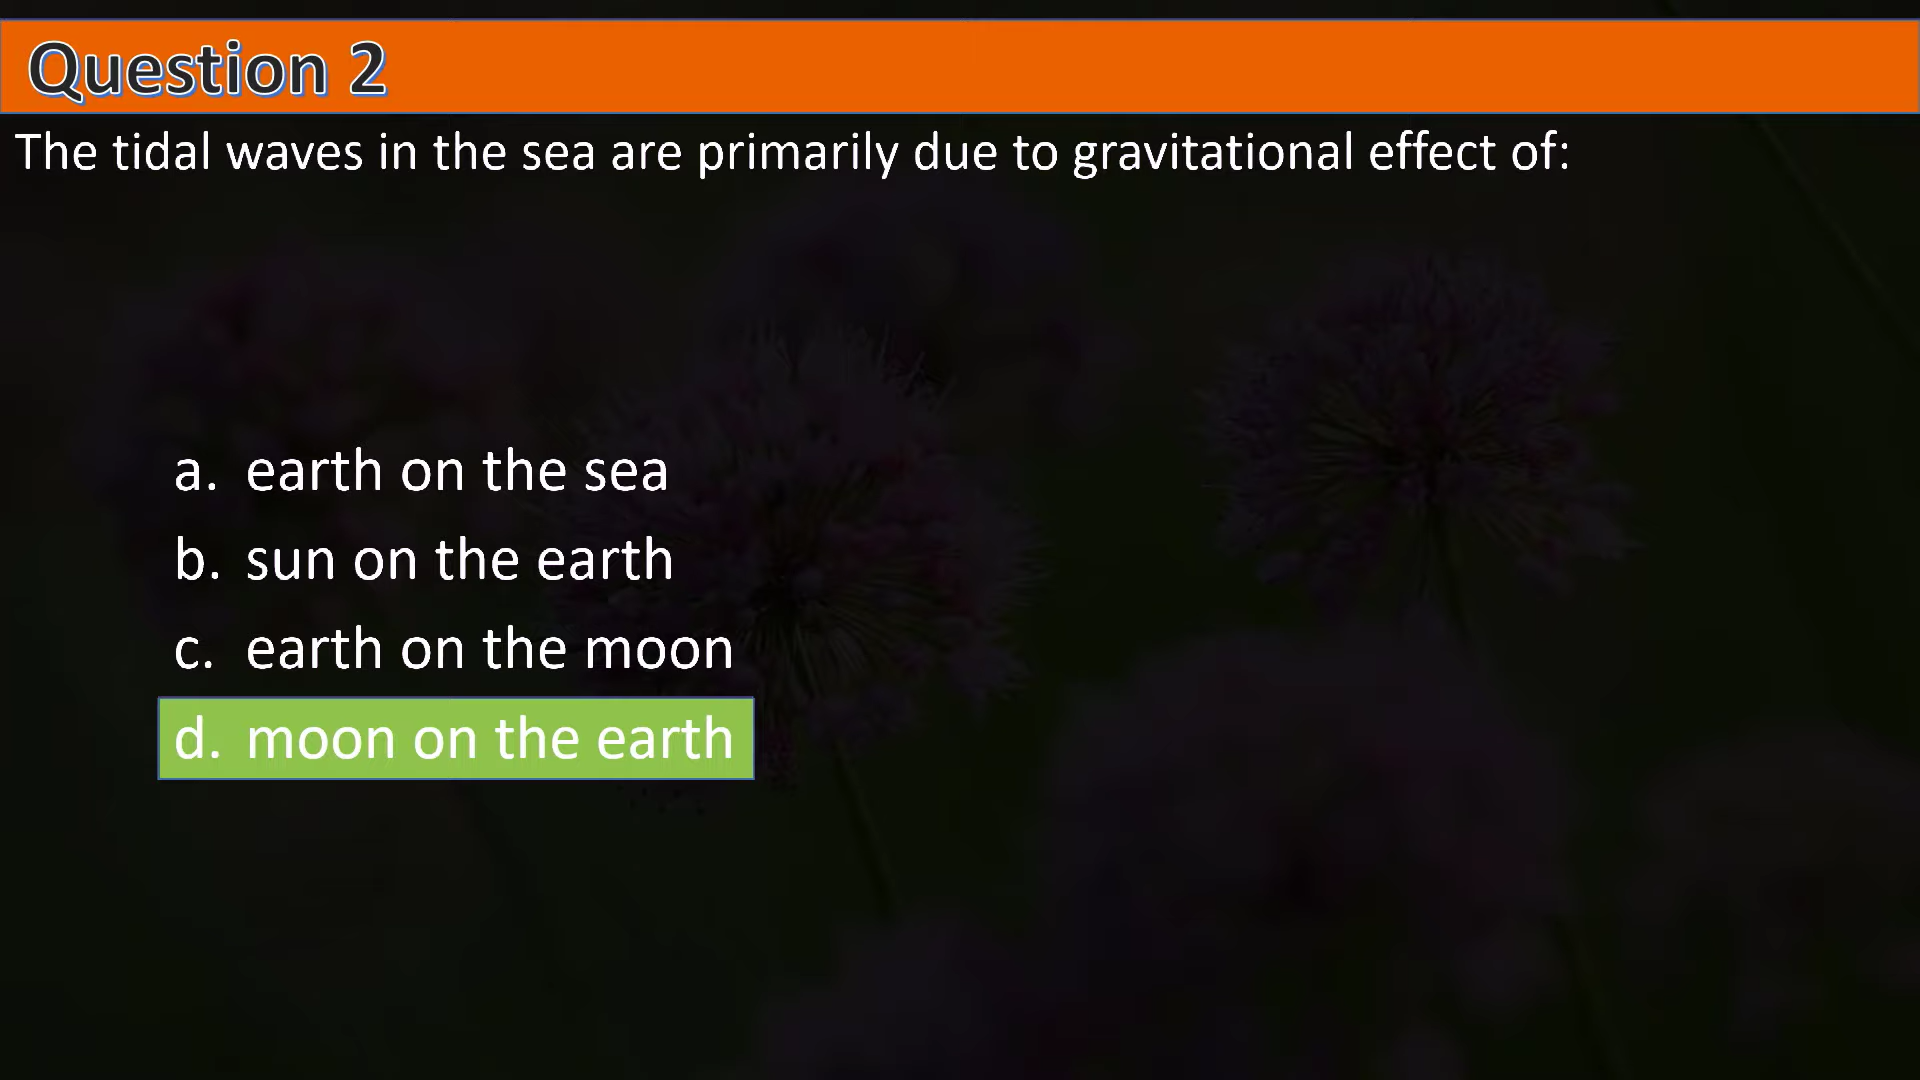 Question 2
The tidal waves in the sea are primarily due to gravitational effect of:
a. earth on the sea
b. sun on the earth
c. earth on the moon
d. moon on the earth